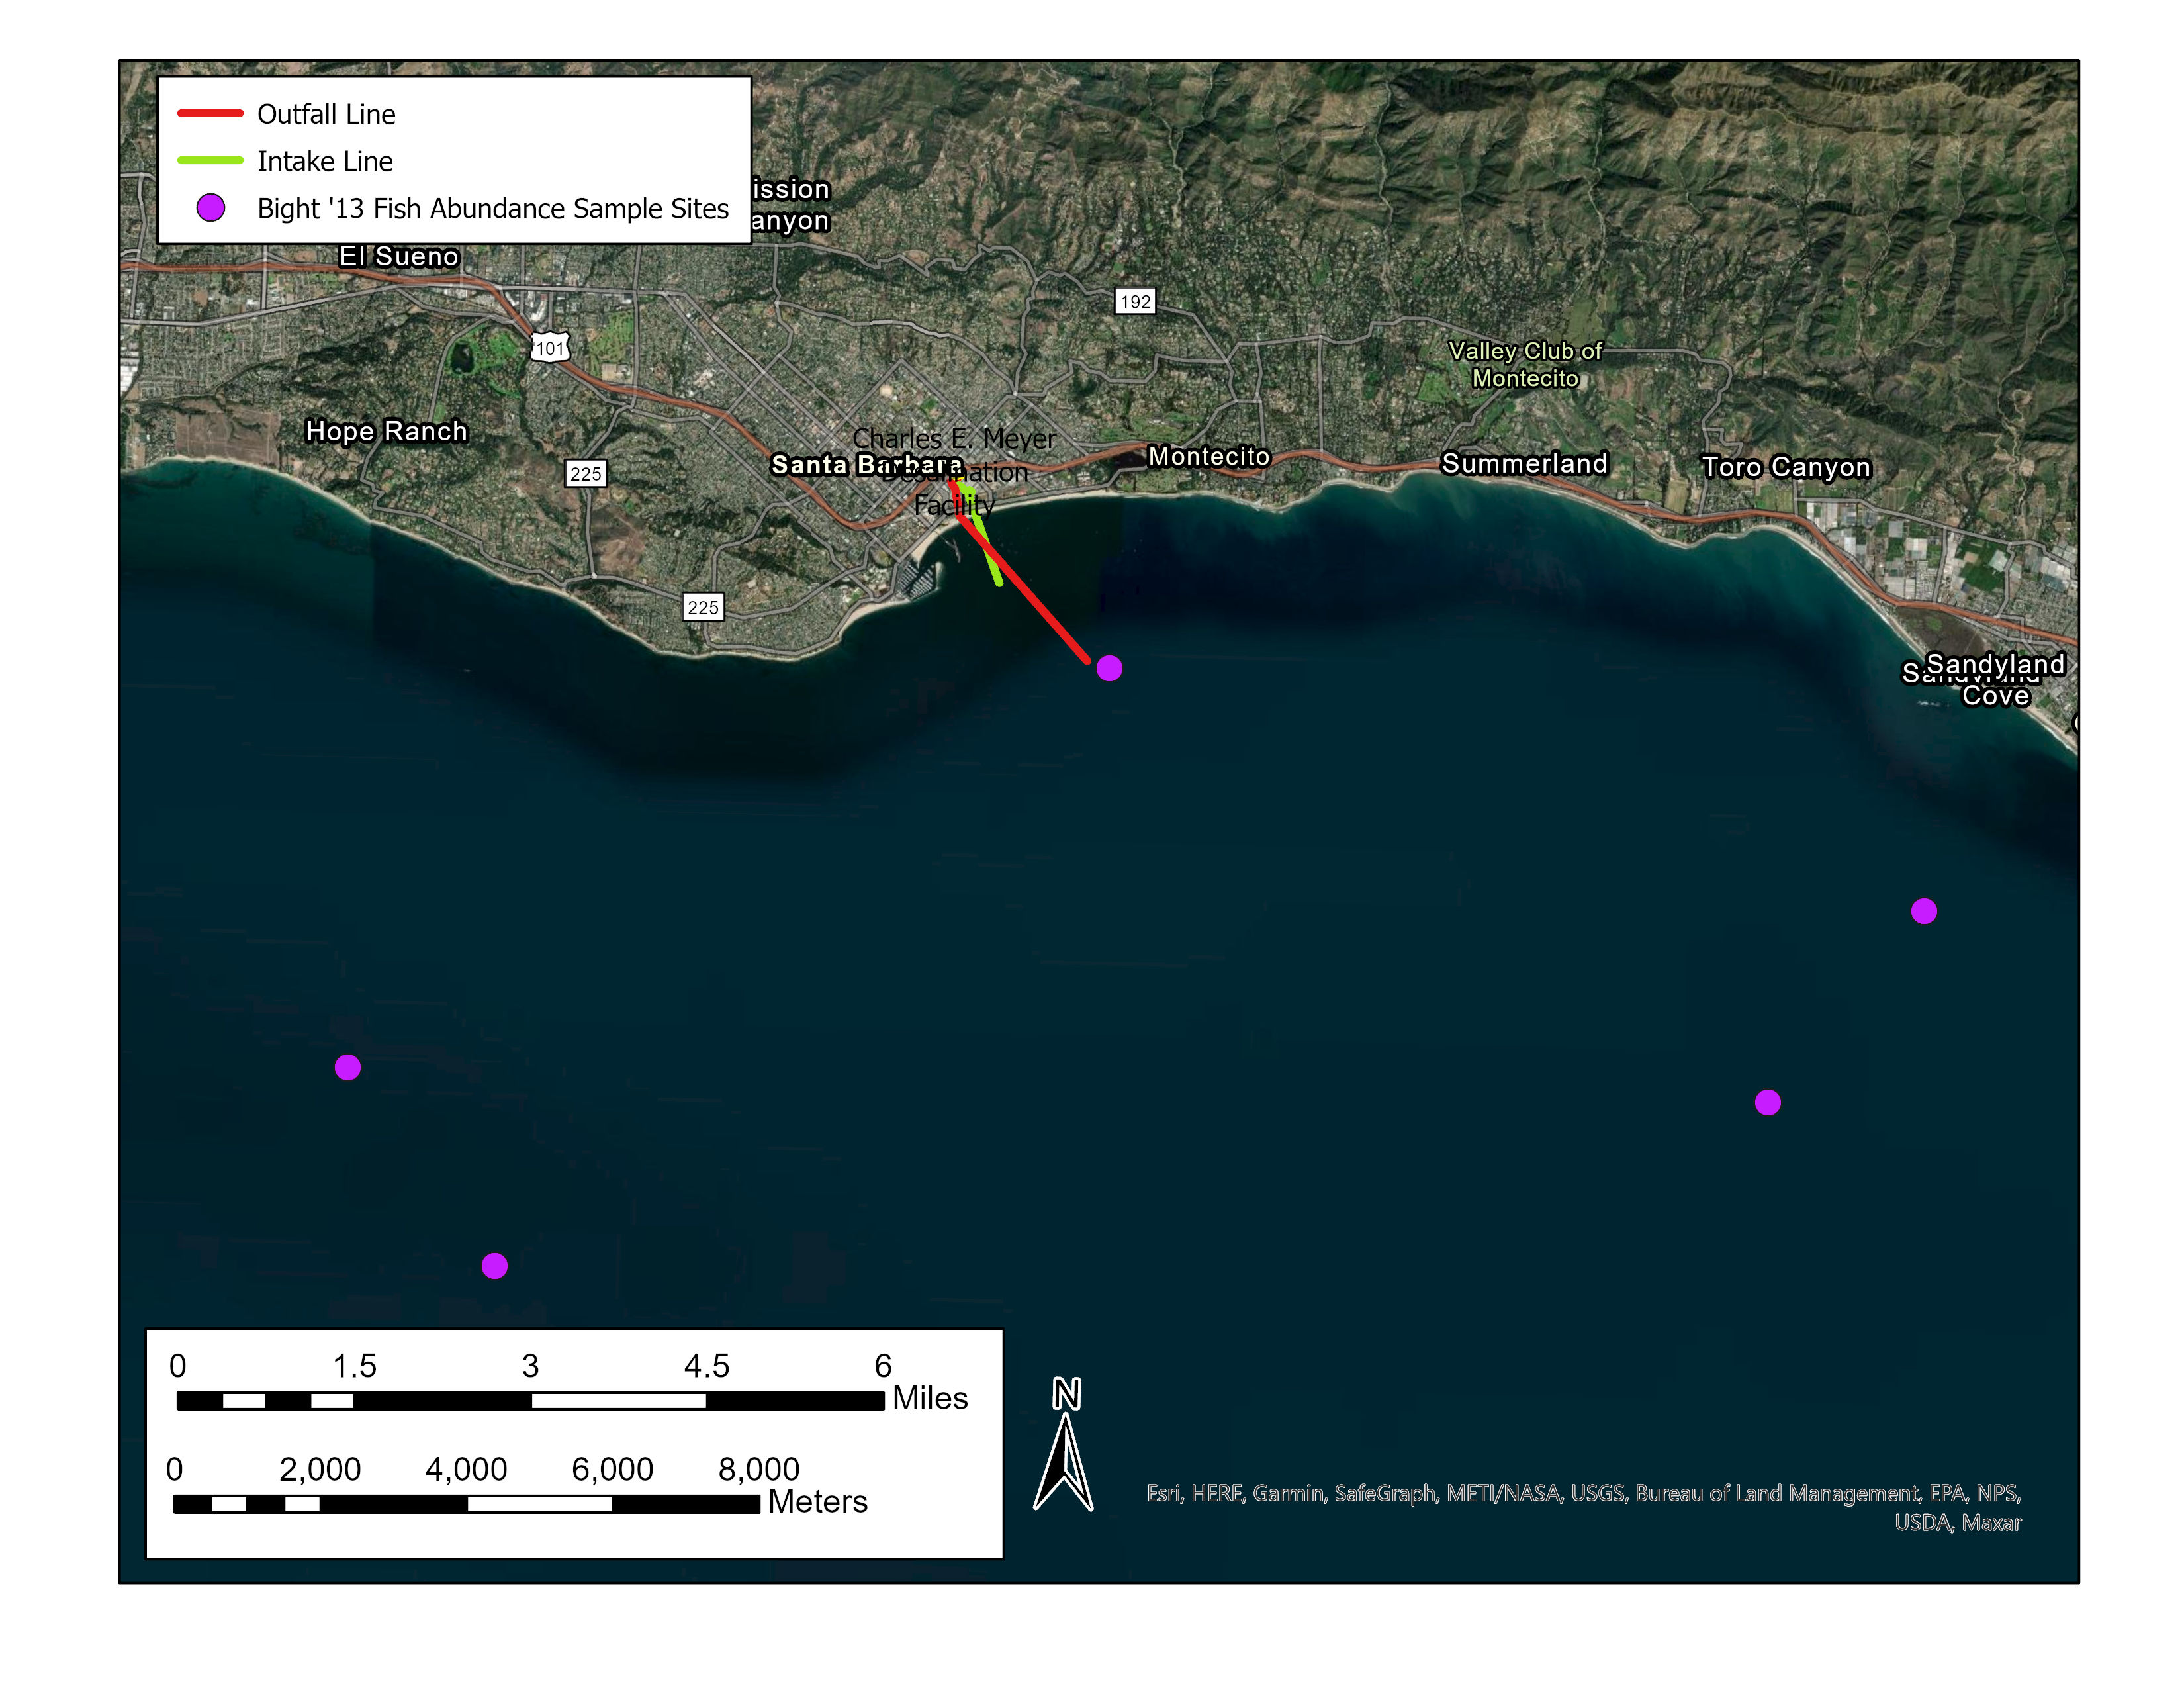 Outfall Line
Intake Line
Bight '13 Fish Abundance Sample Sites
ission
anyon
El Sueno
192
101
Valley Club of
Montecito
Hope Ranch
Charles E. Meyer
Santa Barbara
Desalination
Facility
Montecito
Summerland
Toro Canyon
225
225
Sandyland
Sandyland
Cove
0 1.5 3 4.5 6
Miles
0 2,000 4,000 6,000 8,000
Meters
N
Esri, HERE, Garmin, SafeGraph, METI/NASA, USGS, Bureau of Land Management, EPA, NPS,
USDA, Maxar